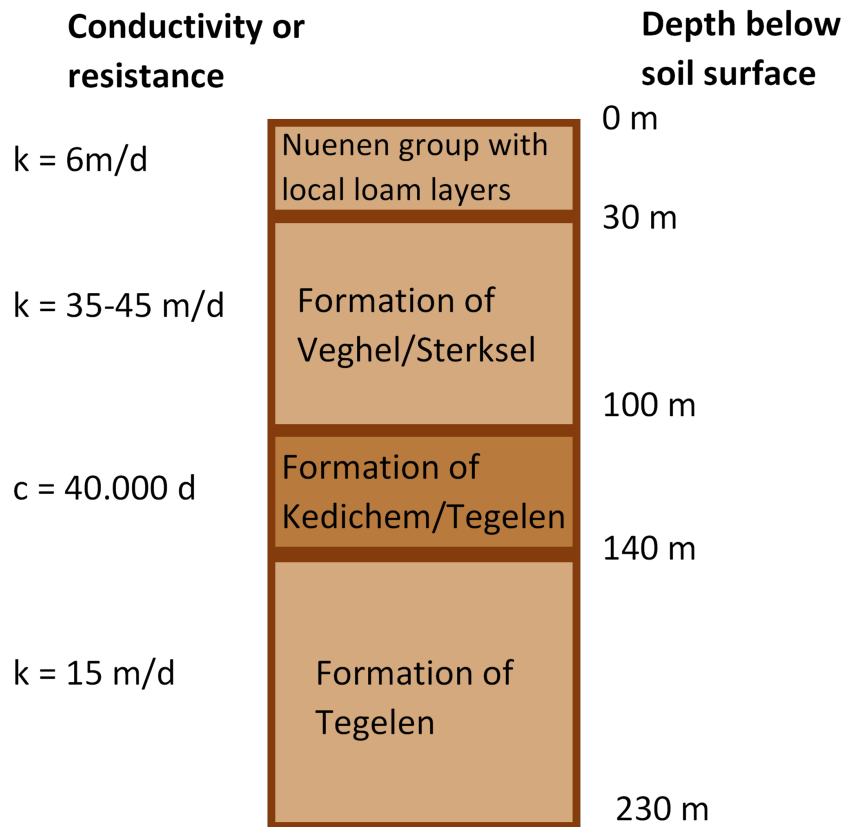 Conductivity or
resistance
Depth below
soil surface
0 m
k = 6m/d
Nuenen group with
local loam layers
30 m
k = 35-45 m/d
Formation of
Veghel/Sterksel
100 m
c = 40.000 d
Formation of
Kedichem/Tegelen
140 m
k = 15 m/d
Formation of
Tegelen
230 m